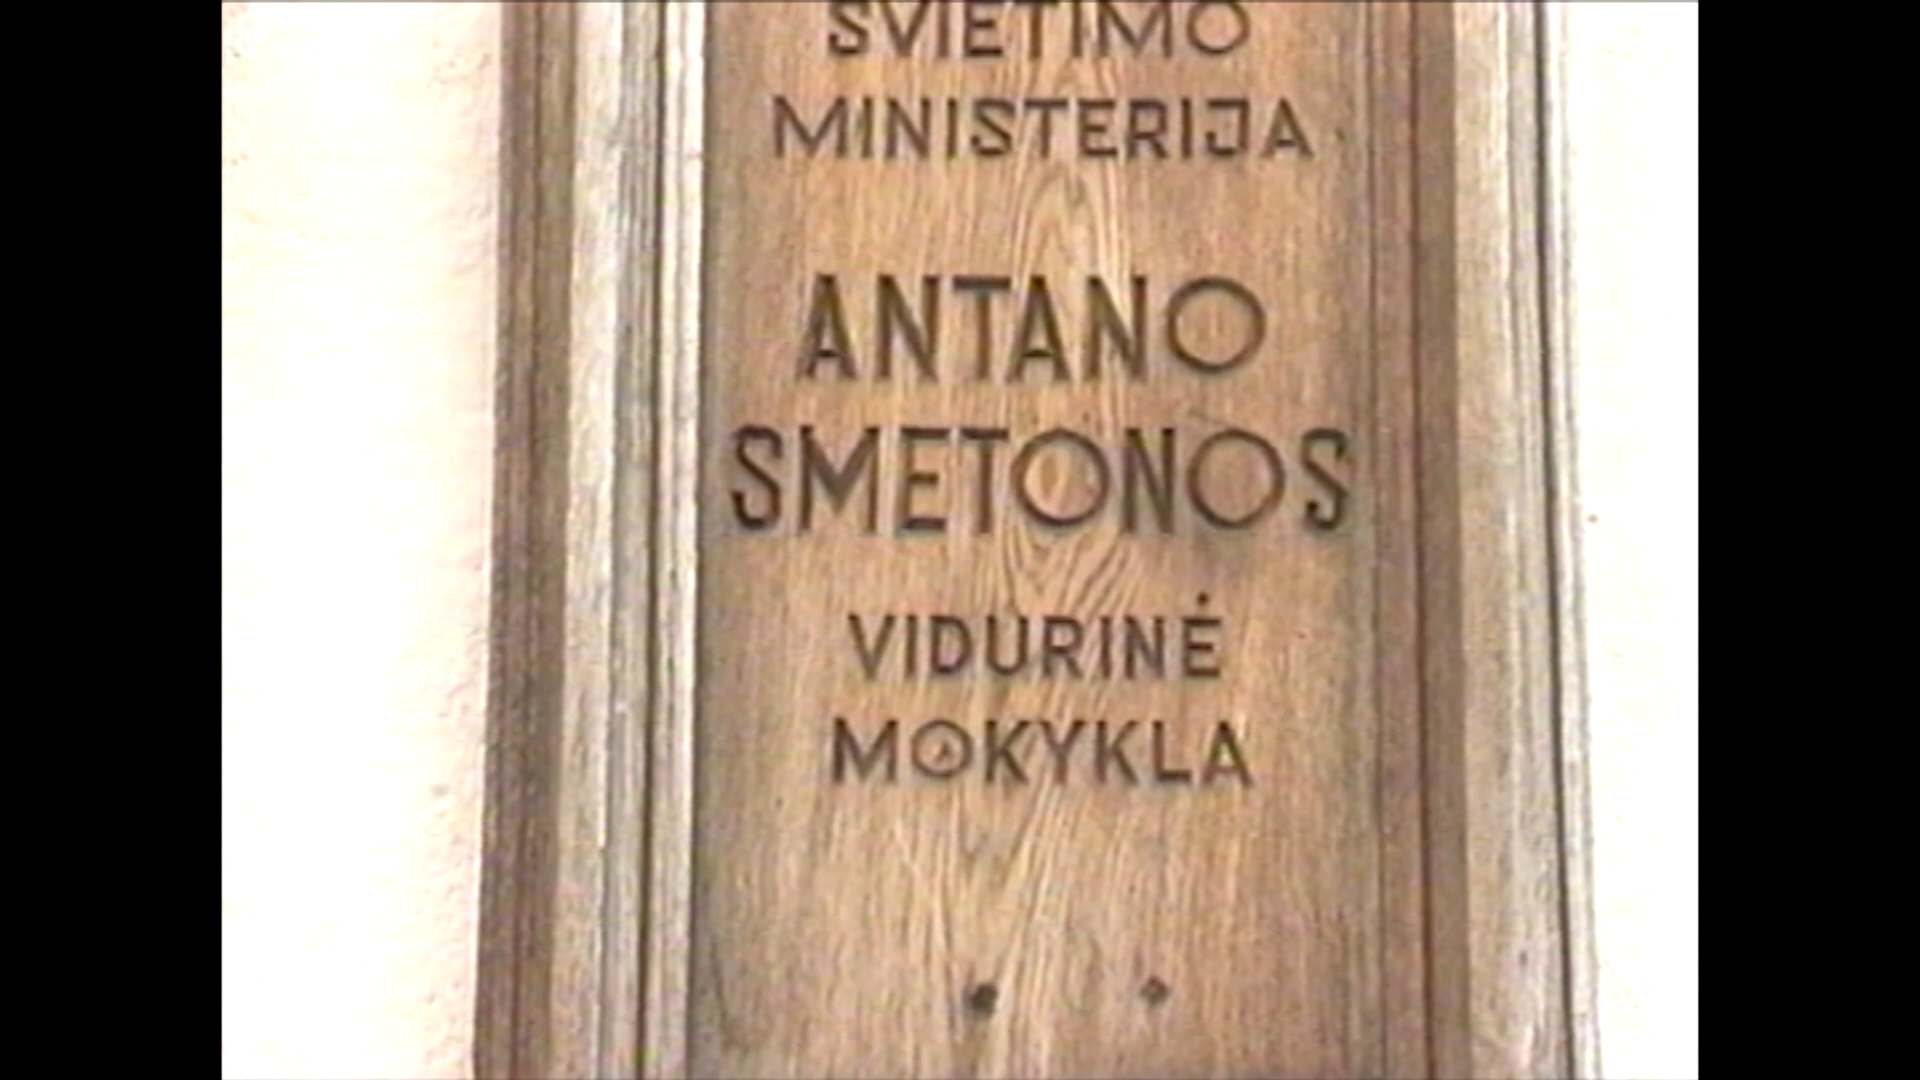 ŠVIETIMO
MINISTERIJA
ANTANO
SMETONOS
VIDURINĖ
MOKYKLA